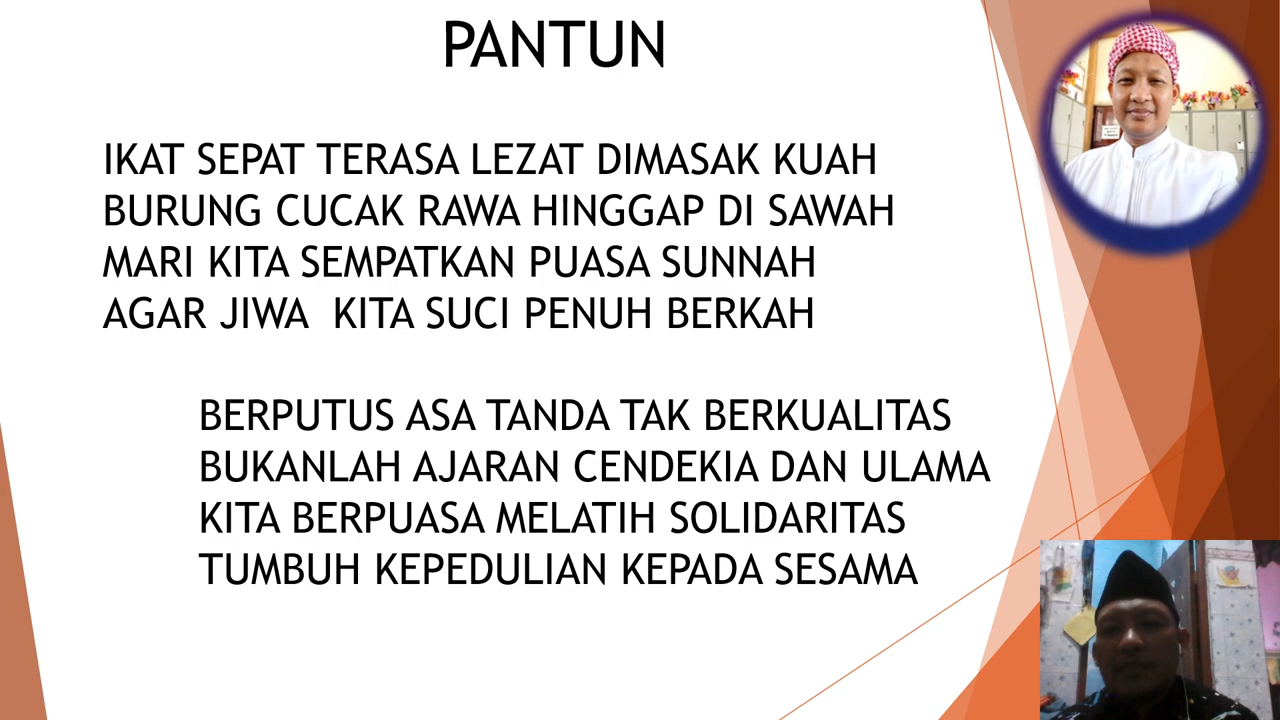 PANTUN
IKAT SEPAT TERASA LEZAT DIMASAK KUAH
BURUNG CUCAK RAWA HINGGAP DI SAWAH
MARI KITA SEMPATKAN PUASA SUNNAH
AGAR JIWA  KITA SUCI PENUH BERKAH
BERPUTUS ASA TANDA TAK BERKUALITAS
BUKANLAH AJARAN CENDEKIA DAN ULAMA
KITA BERPUASA MELATIH SOLIDARITAS
TUMBUH KEPEDULIAN KEPADA SESAMA